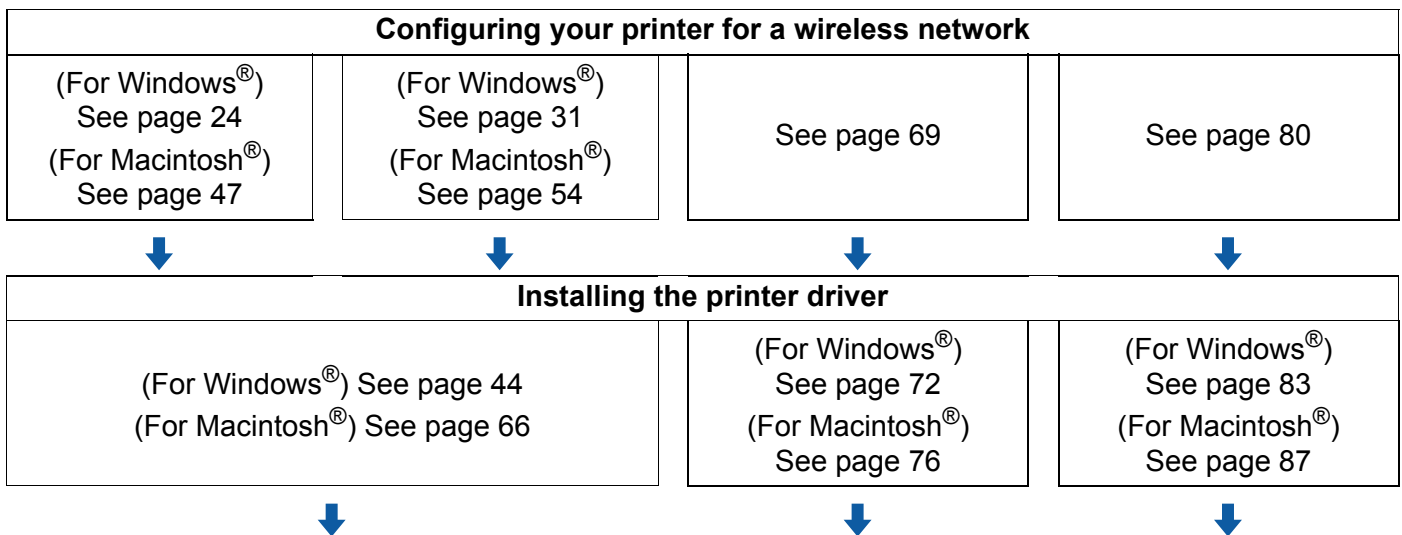 Configuring your printer for a wireless network
(For Windows®)
See page 24
(For Macintosh®)
See page 47
(For Windows®)
See page 31
(For Macintosh®)
See page 54
See page 69
See page 80
Installing the printer driver
(For Windows®) See page 44
(For Macintosh®) See page 66
(For Windows®)
See page 72
(For Macintosh®)
See page 76
(For Windows®)
See page 83
(For Macintosh®)
See page 87